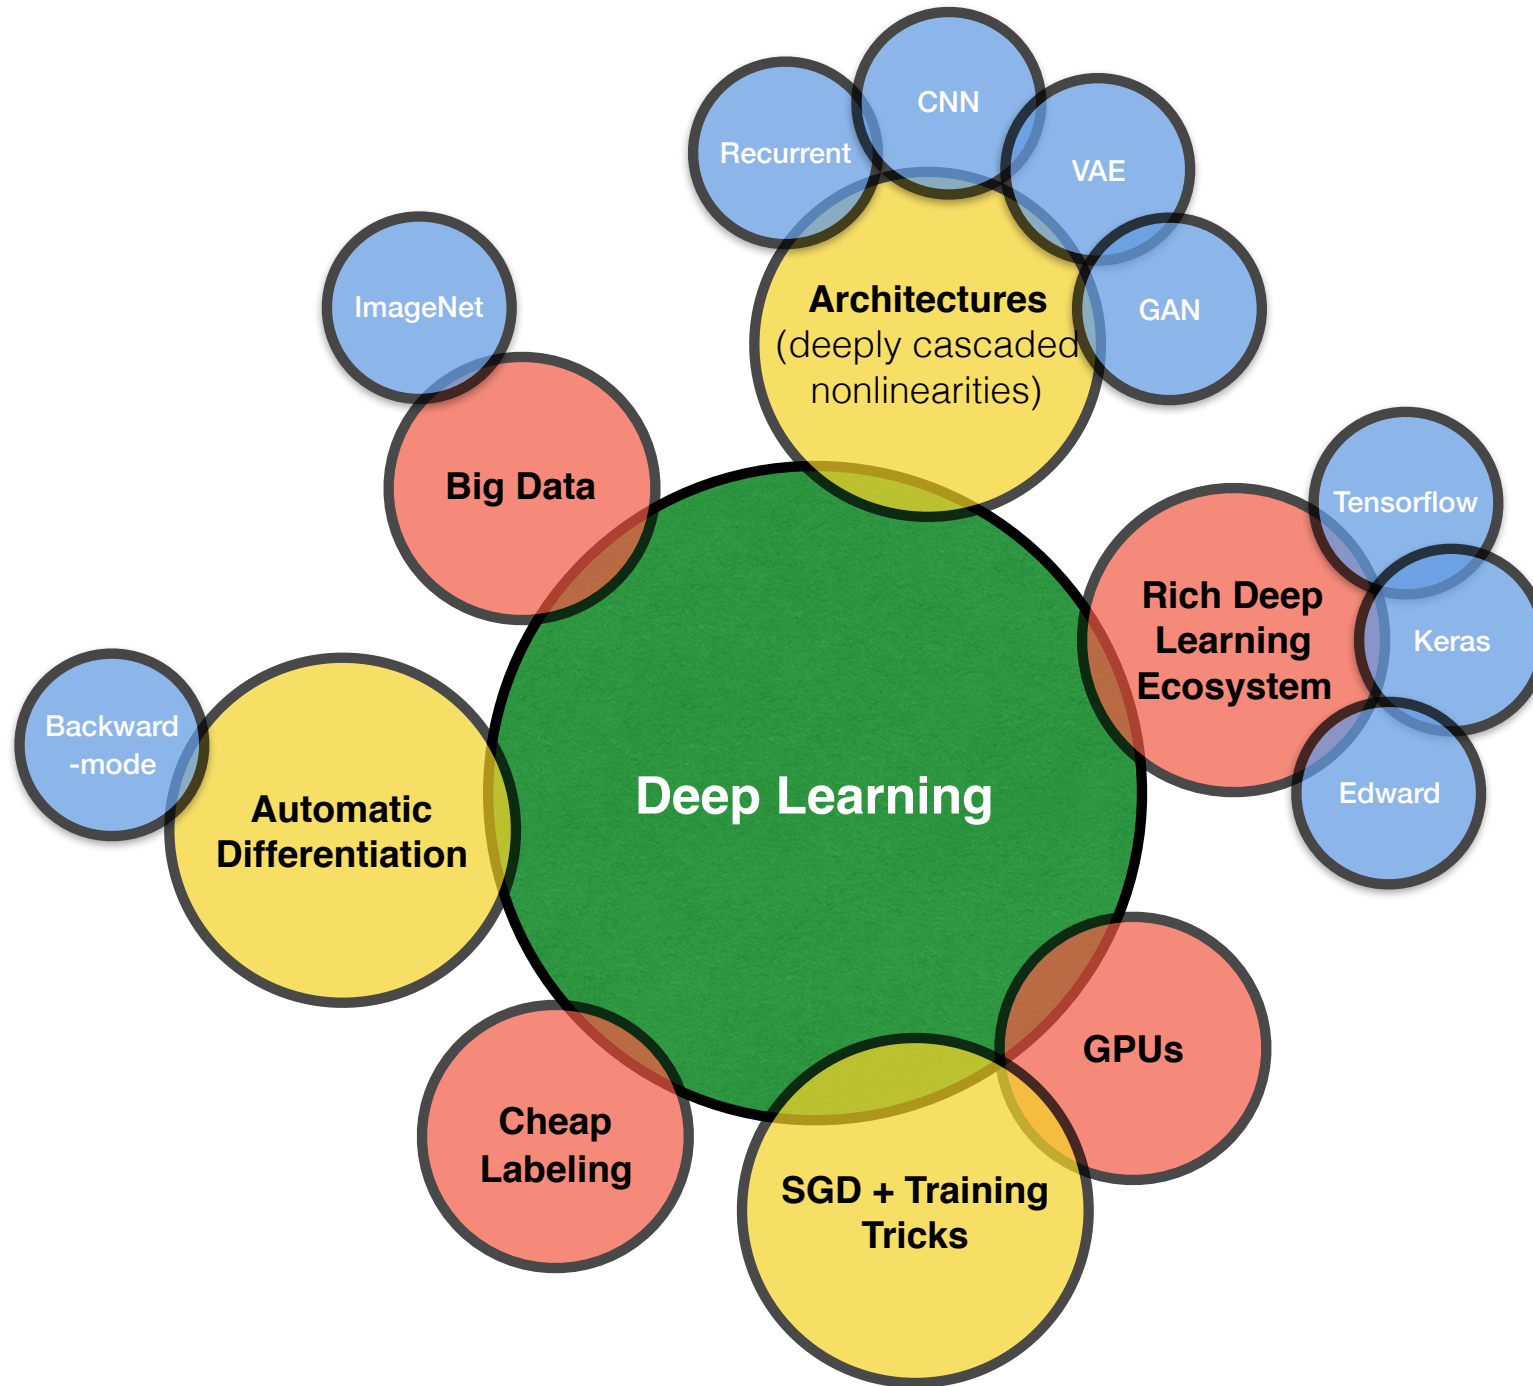 CNN
Recurrent
VAE
ImageNet
Architectures
(deeply cascaded
nonlinearities)
GAN
Big Data
Tensorflow
Rich Deep
Learning
Ecosystem
Keras
Backward
-mode
Automatic
Differentiation
Deep Learning
Edward
GPUs
Cheap
Labeling
SGD + Training
Tricks